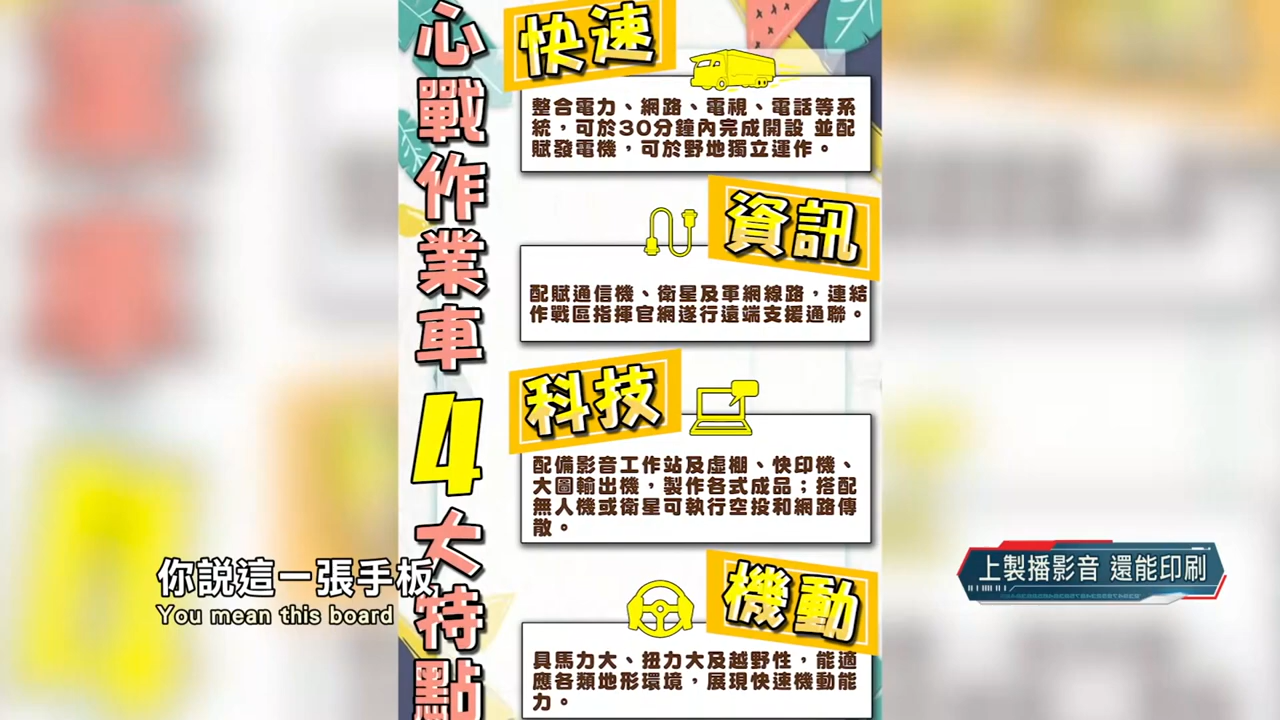 心戰作業車4大特點
快速
整合電力、網路、電視、電話等系
統，可於30分鐘內完成開設 並配
賦發電機，可於野地獨立運作。
資訊
配賦通信機、衛星及軍網線路，連結
作戰區指揮官網遂行遠端支援通聯。
科技
配備影音工作站及虛棚、快印機、
大圖輸出機，製作各式成品；搭配
無人機或衛星可執行空投和網路傳
散。
機動
具馬力大、扭力大及越野性，能適
應各類地形環境，展現快速機動能
力。
你說這一張手板
You mean this board
上製播影音 還能印刷